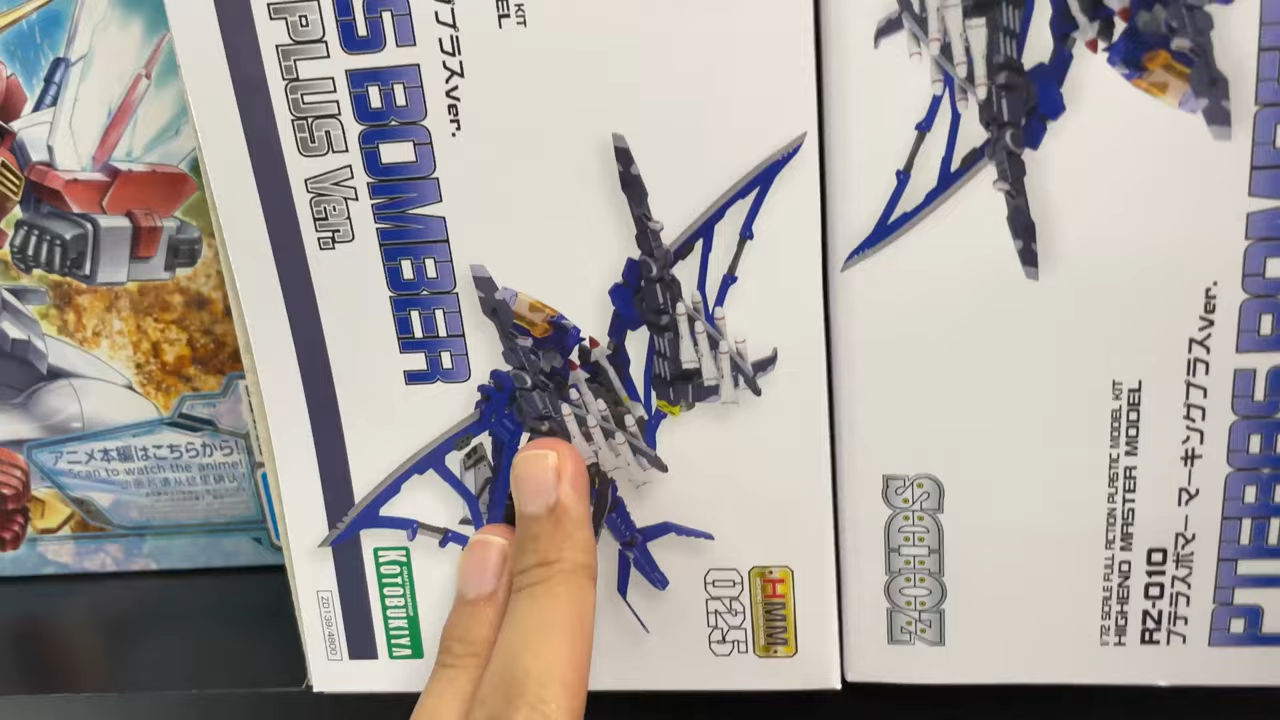 アニメ本編はこちらから!
Scan to watch the anime!
KIT
EL
プラスVer.
S BOMBER
PLUS Ver.
KOTOBUKIYA
ZD139/4800
HMM
025
ZOIDS
1/72 SCALE FULL ACTION PLASTIC MODEL KIT
HIGHEND MASTER MODEL
RZ-010
プテラスボマー マーキングプラスVer.
PTERAS BOMBER